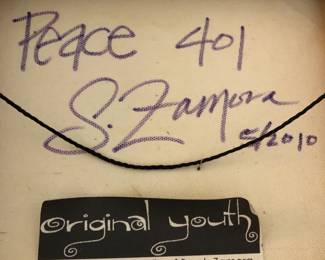 Peace 401
S. Zamora
5/2010
original youth